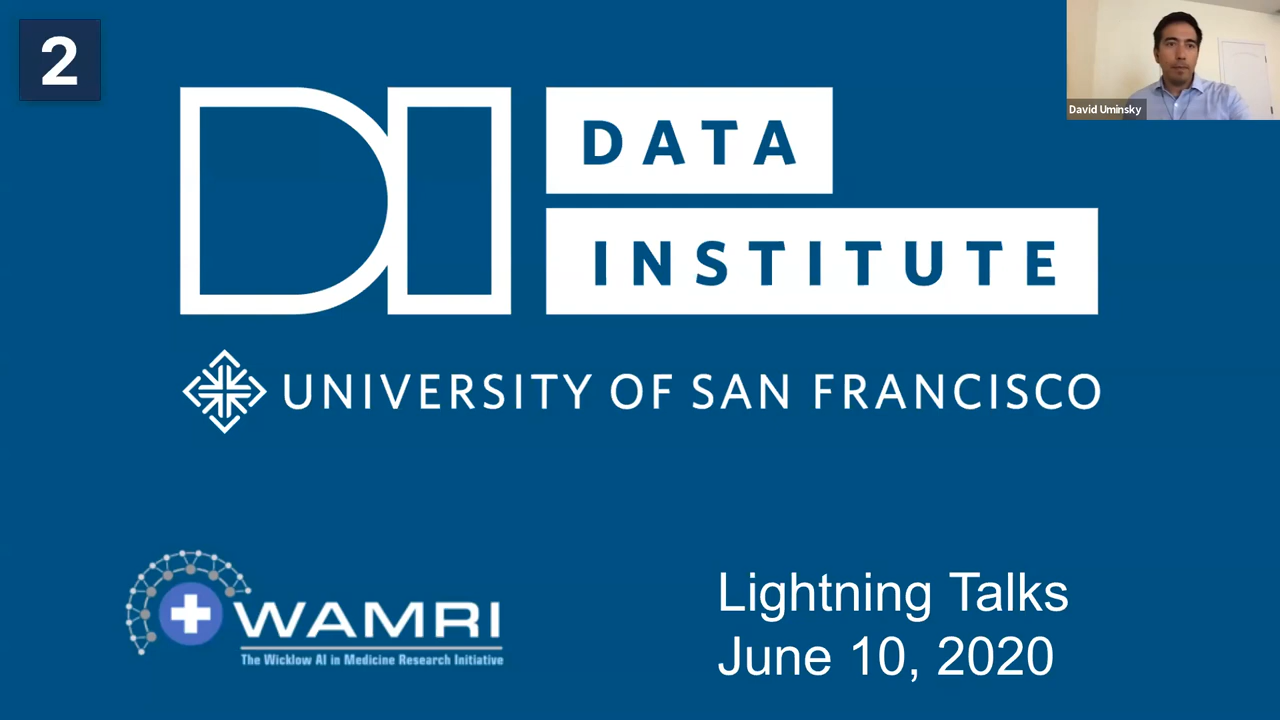 2
David Uminsky
DATA
INSTITUTE
UNIVERSITY OF SAN FRANCISCO
WAMRI
The Wicklow AI in Medicine Research Initiative
Lightning Talks
June 10, 2020